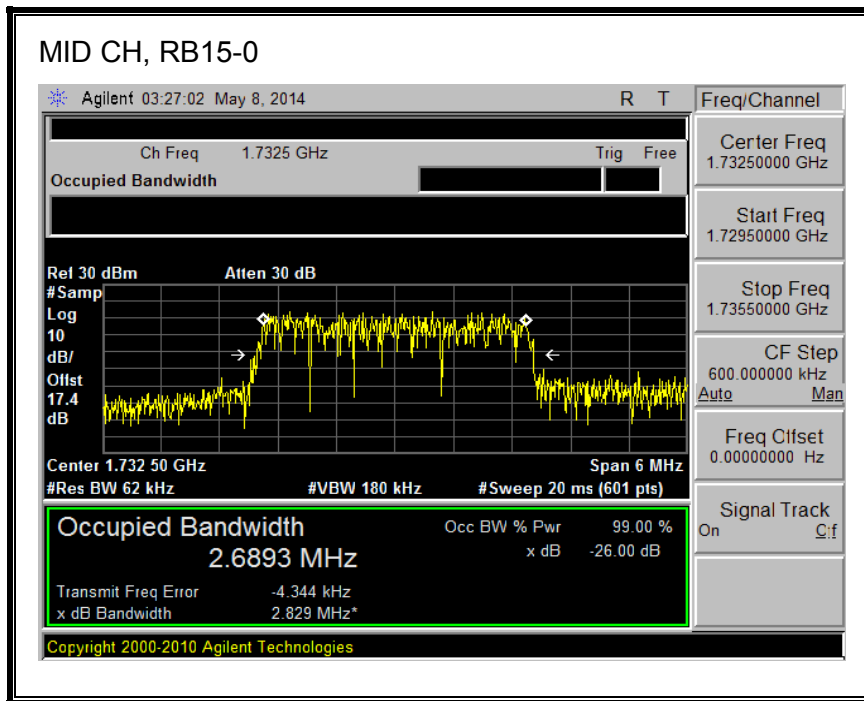 MID CH, RB15-0
Agilent 03:27:02 May 8, 2014 R T
Freq/Channel
Ch Freq 1.7325 GHz Trig Free
Occupied Bandwidth
Center Freq
1.73250000 GHz
Start Freq
1.72950000 GHz
Stop Freq
1.73550000 GHz
CF Step
600.000000 kHz
Auto Man
Freq Offset
0.00000000 Hz
Signal Track
On Off
Ref 30 dBm Atten 30 dB
#Samp
Log
10
dB/
Offst
17.4
dB
Center 1.732 50 GHz Span 6 MHz
#Res BW 62 kHz #VBW 180 kHz #Sweep 20 ms (601 pts)
Occupied Bandwidth
2.6893 MHz
Occ BW % Pwr 99.00 %
x dB -26.00 dB
Transmit Freq Error -4.344 kHz
x dB Bandwidth 2.829 MHz*
Copyright 2000-2010 Agilent Technologies